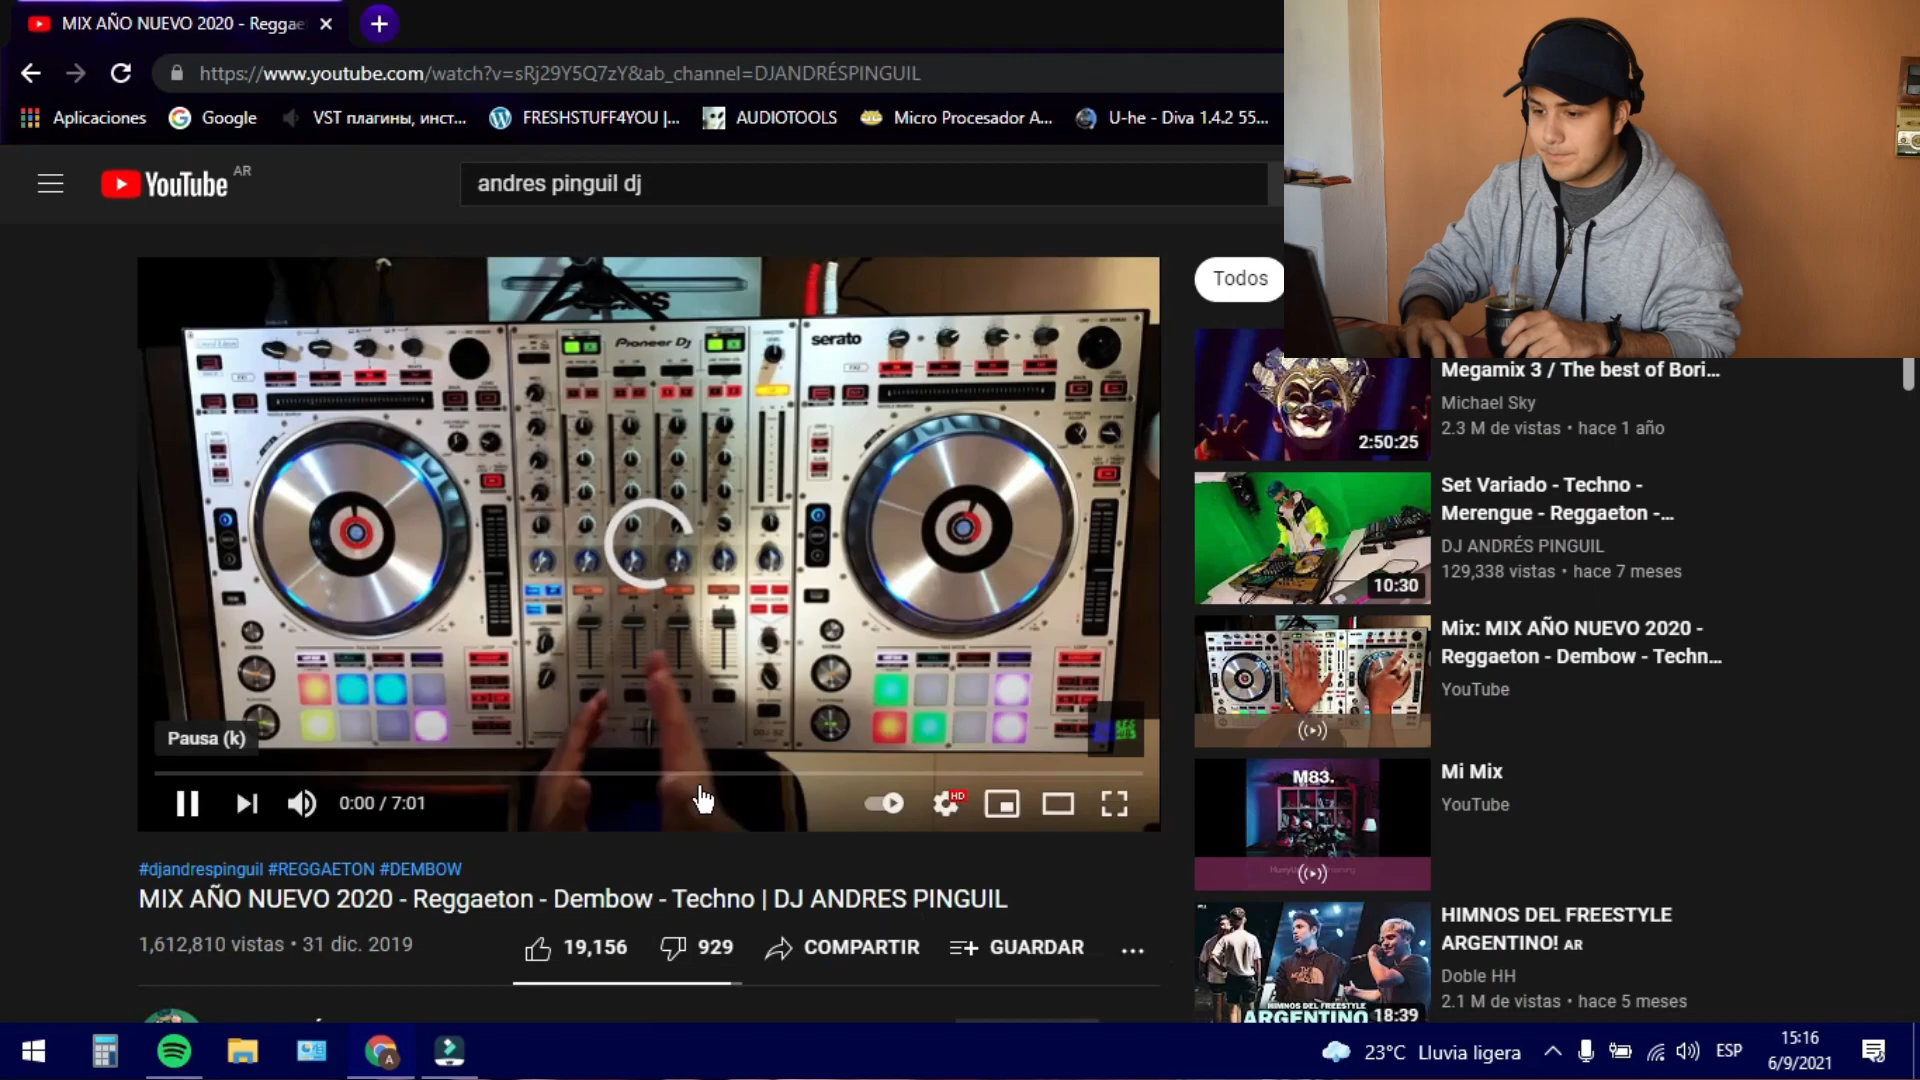 MIX AÑO NUEVO 2020 - Reggae
https://www.youtube.com/watch?v=sRj29Y5Q7zY&ab_channel=DJANDRÉSPINGUIL
Aplicaciones
Google
VST плагины, инст...
FRESHSTUFF4YOU |...
AUDIOTOOLS
Micro Procesador A...
U-he - Diva 1.4.2 55...
YouTube AR
andres pinguil dj
Pioneer Dj
serato
Pausa (k)
0:00 / 7:01
HD
#djandrespinguil #REGGAETON #DEMBOW
MIX AÑO NUEVO 2020 - Reggaeton - Dembow - Techno | DJ ANDRES PINGUIL
1,612,810 vistas • 31 dic. 2019
19,156
929
COMPARTIR
GUARDAR
Todos
2:50:25
Megamix 3 / The best of Bori...
Michael Sky
2.3 M de vistas • hace 1 año
10:30
Set Variado - Techno -
Merengue - Reggaeton -...
DJ ANDRÉS PINGUIL
129,338 vistas • hace 7 meses
Mix: MIX AÑO NUEVO 2020 -
Reggaeton - Dembow - Techn...
YouTube
M83.
Mi Mix
YouTube
HIMNOS DEL FREESTYLE
ARGENTINO
18:39
HIMNOS DEL FREESTYLE
ARGENTINO! AR
Doble HH
2.1 M de vistas • hace 5 meses
23°C Lluvia ligera
ESP
15:16
6/9/2021